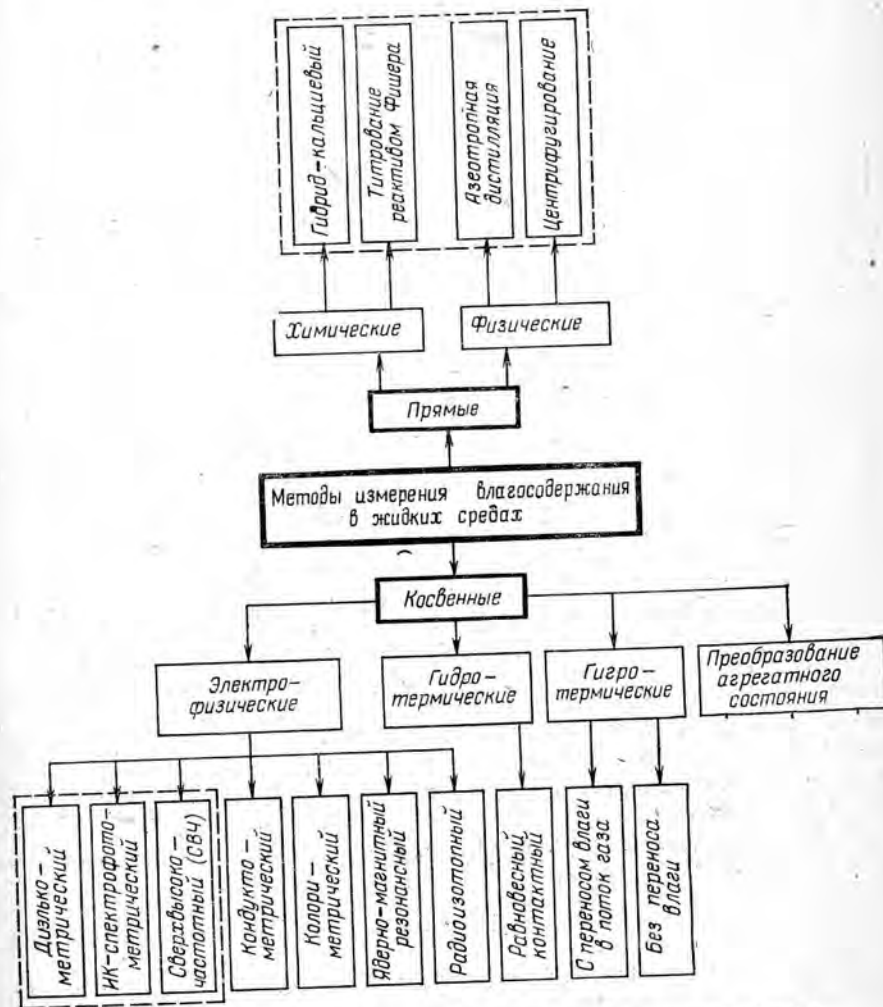 Гибрид-кальциевый
Титрование
реактивом Фишера
Азеотропная
дистилляция
Центрифугирование
Химические
Физические
Прямые
Методы измерения влагосодержания
в жидких средах
Косвенные
Электро-
физические
Гидро-
термические
Гигро-
термические
Преобразование
агрегатного
состояния
Диэлько-
метрический
ИК-спектрофото-
метрический
Сверхвысоко-
частотный (СВЧ)
Кондукто-
метрический
Колори-
метрический
Ядерно-магнитный
резонансный
Радиоизотопный
Равновесный
контактный
С переносом влаги
в поток газа
Без переноса
влаги